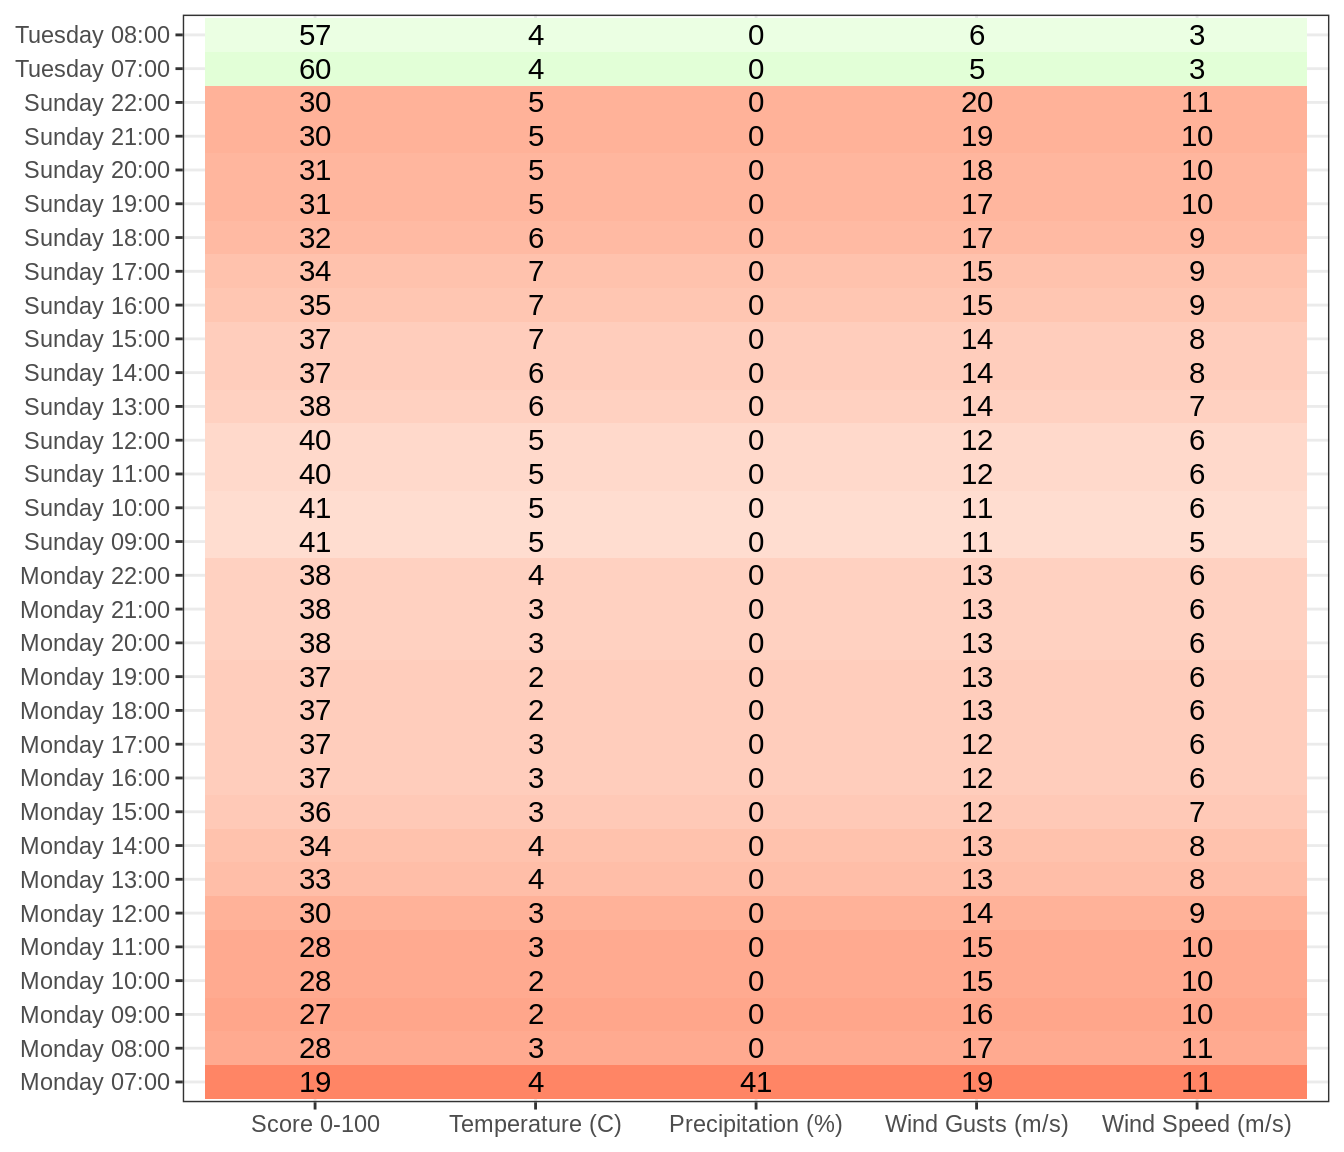 Tuesday 08:00 57 4 0 6 3
Tuesday 07:00 60 4 0 5 3
Sunday 22:00 30 5 0 20 11
Sunday 21:00 30 5 0 19 10
Sunday 20:00 31 5 0 18 10
Sunday 19:00 31 5 0 17 10
Sunday 18:00 32 6 0 17 9
Sunday 17:00 34 7 0 15 9
Sunday 16:00 35 7 0 15 9
Sunday 15:00 37 7 0 14 8
Sunday 14:00 37 6 0 14 8
Sunday 13:00 38 6 0 14 7
Sunday 12:00 40 5 0 12 6
Sunday 11:00 40 5 0 12 6
Sunday 10:00 41 5 0 11 6
Sunday 09:00 41 5 0 11 5
Monday 22:00 38 4 0 13 6
Monday 21:00 38 3 0 13 6
Monday 20:00 38 3 0 13 6
Monday 19:00 37 2 0 13 6
Monday 18:00 37 2 0 13 6
Monday 17:00 37 3 0 12 6
Monday 16:00 37 3 0 12 6
Monday 15:00 36 3 0 12 7
Monday 14:00 34 4 0 13 8
Monday 13:00 33 4 0 13 8
Monday 12:00 30 3 0 14 9
Monday 11:00 28 3 0 15 10
Monday 10:00 28 2 0 15 10
Monday 09:00 27 2 0 16 10
Monday 08:00 28 3 0 17 11
Monday 07:00 19 4 41 19 11
Score 0-100 Temperature (C) Precipitation (%) Wind Gusts (m/s) Wind Speed (m/s)